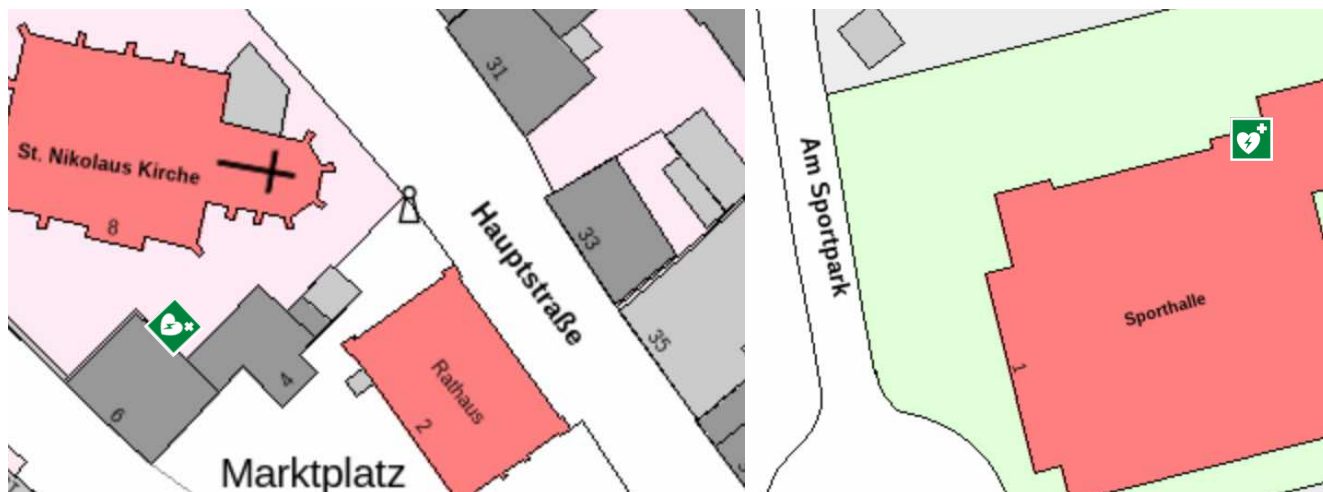 31
St. Nikolaus Kirche
8
Hauptstraße
33
35
Rathaus
2
4
6
Marktplatz
Am Sportpark
Sporthalle
1